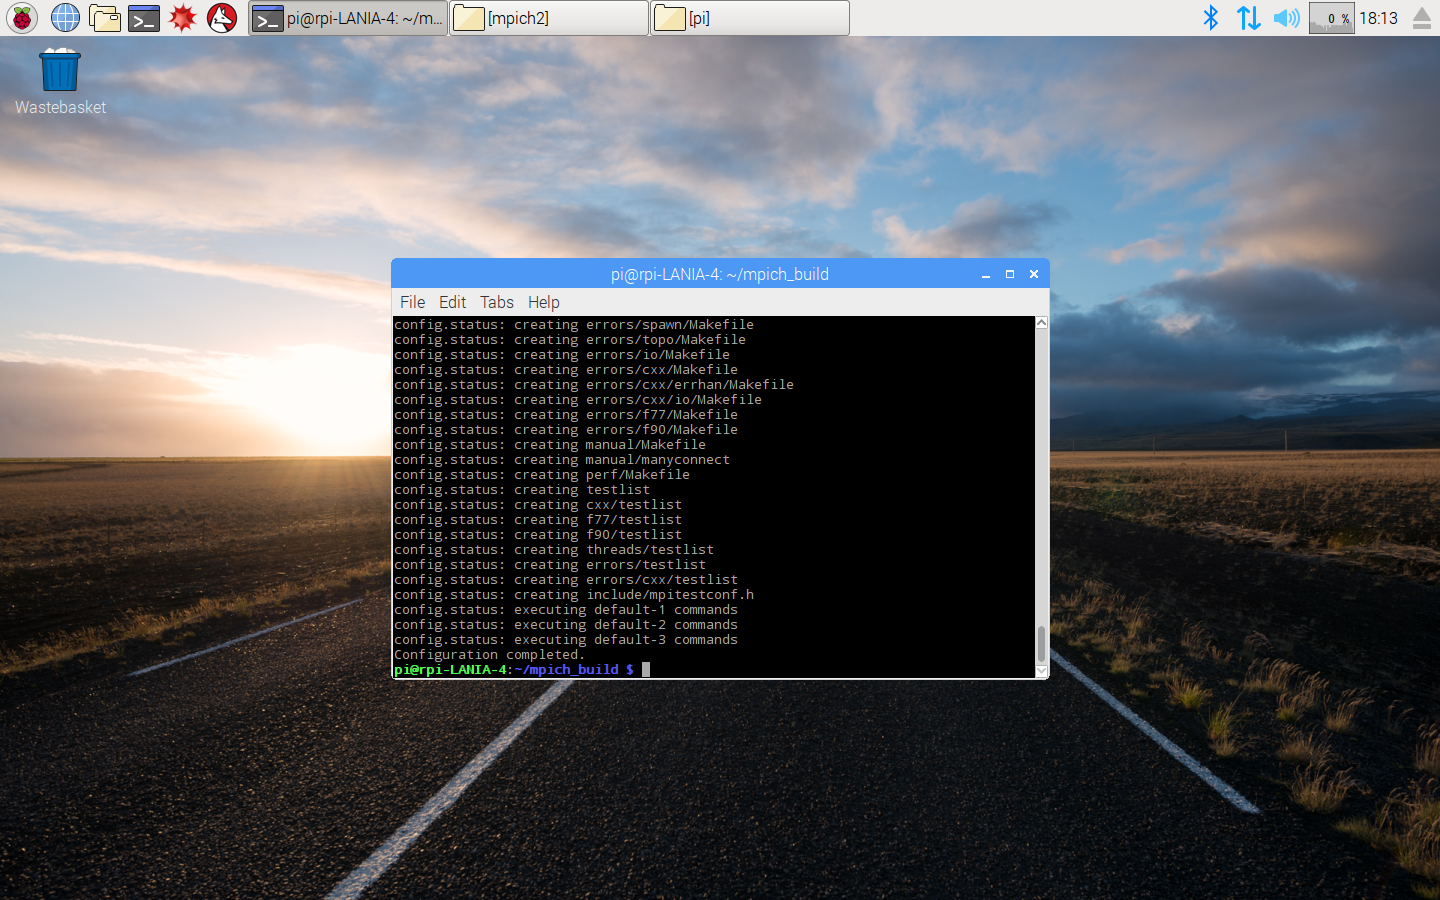 pi@rpi-LANIA-4: ~/m...
[mpich2]
[pi]
0 %
18:13
Wastebasket
pi@rpi-LANIA-4: ~/mpich_build
File Edit Tabs Help
config.status: creating errors/spawn/Makefile
config.status: creating errors/topo/Makefile
config.status: creating errors/io/Makefile
config.status: creating errors/cxx/Makefile
config.status: creating errors/cxx/errhan/Makefile
config.status: creating errors/cxx/io/Makefile
config.status: creating errors/f77/Makefile
config.status: creating errors/f90/Makefile
config.status: creating manual/Makefile
config.status: creating manual/manyconnect
config.status: creating perf/Makefile
config.status: creating testlist
config.status: creating cxx/testlist
config.status: creating f77/testlist
config.status: creating f90/testlist
config.status: creating threads/testlist
config.status: creating errors/testlist
config.status: creating errors/cxx/testlist
config.status: creating include/mpitestconf.h
config.status: executing default-1 commands
config.status: executing default-2 commands
config.status: executing default-3 commands
Configuration completed.
pi@rpi-LANIA-4:~/mpich_build $